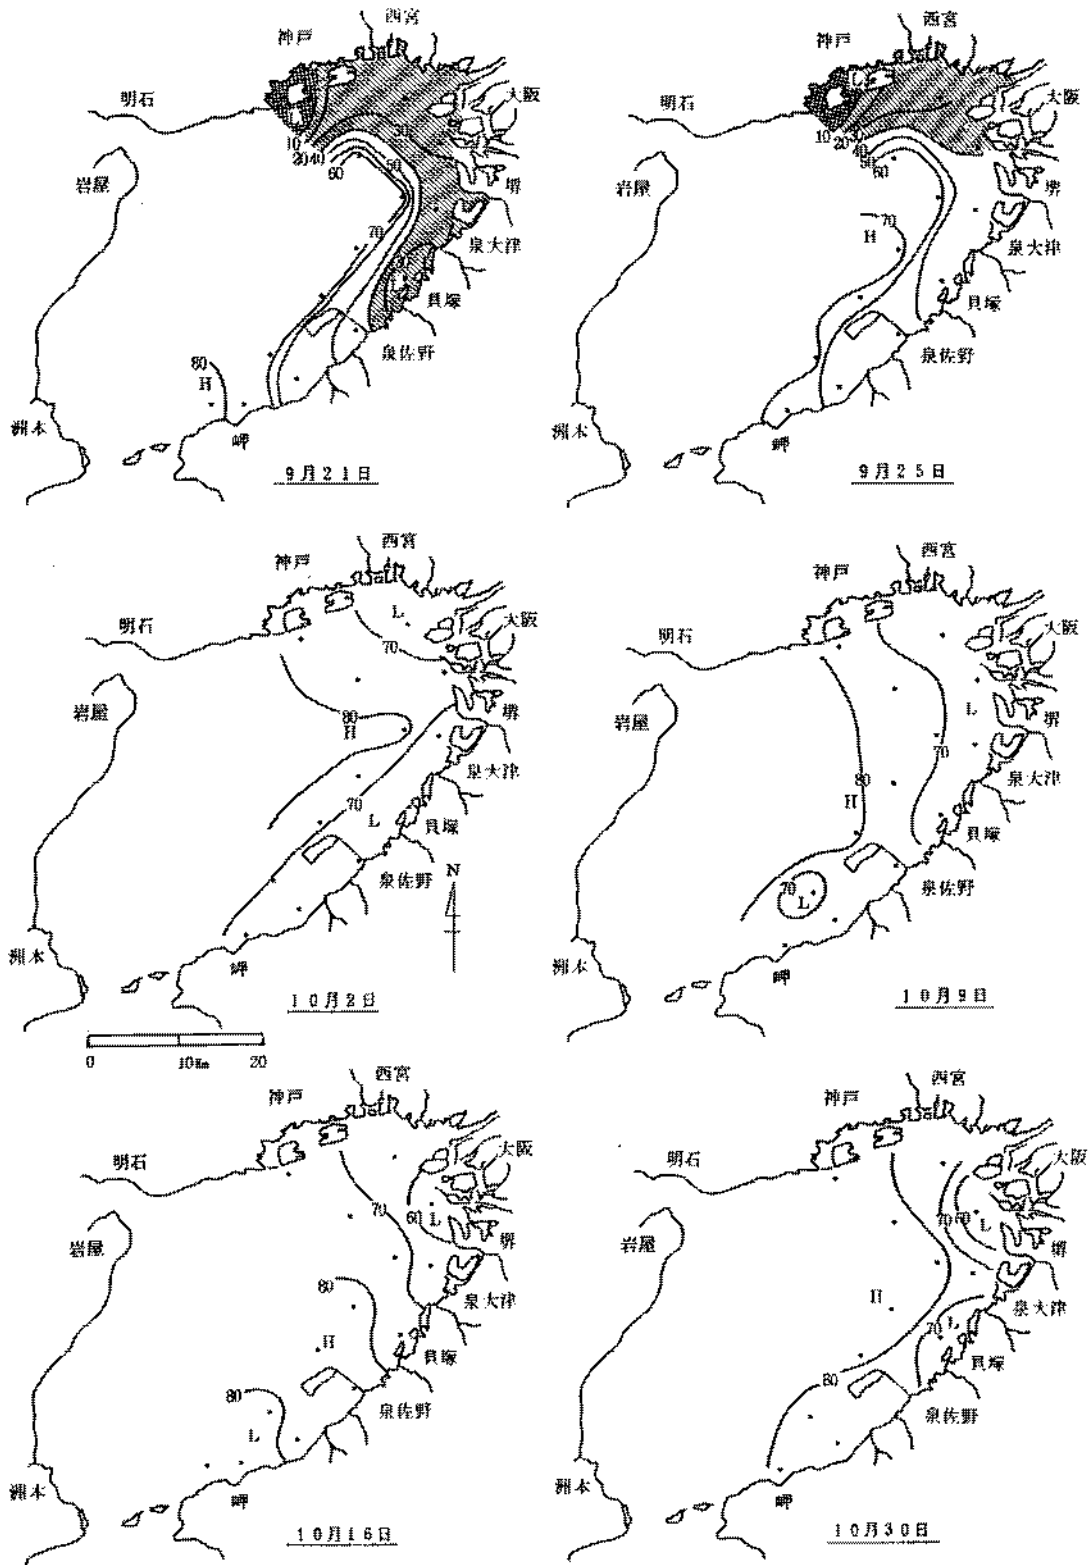 西宮
神戸
明石
大阪
10
20
40
30
50
60
岩屋
堺
70
H
泉大津
貝塚
泉佐野
80
H
洲本
岬
9月21日
西宮
神戸
L
明石
大阪
10
20
30
40
50
60
岩屋
堺
70
H
泉大津
貝塚
泉佐野
洲本
岬
9月25日
西宮
神戸
L
明石
大阪
70
岩屋
80
H
堺
泉大津
70
L
貝塚
泉佐野
N
洲本
岬
10月2日
0
10Km
20
西宮
神戸
明石
大阪
岩屋
L
堺
70
泉大津
80
H
貝塚
泉佐野
70
L
洲本
岬
10月9日
西宮
神戸
明石
大阪
70
60
L
岩屋
堺
80
泉大津
H
貝塚
80
泉佐野
L
洲本
岬
10月16日
西宮
神戸
明石
大阪
70
60
L
岩屋
堺
H
泉大津
L
70
貝塚
80
泉佐野
洲本
岬
10月30日